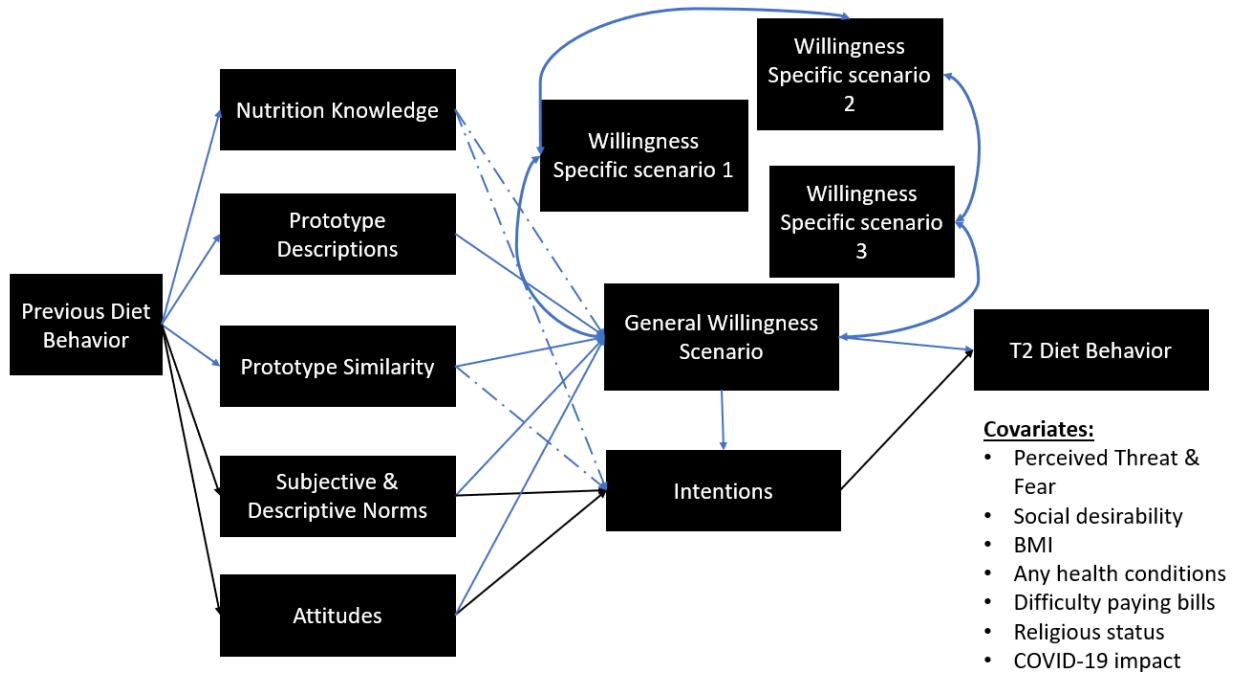 Willingness
Specific scenario
2
Nutrition Knowledge
Willingness
Specific scenario 1
Willingness
Specific scenario
3
Prototype
Descriptions
Previous Diet
Behavior
General Willingness
Scenario
T2 Diet Behavior
Prototype Similarity
Subjective &
Descriptive Norms
Intentions
Attitudes
Covariates:
• Perceived Threat &
Fear
• Social desirability
• BMI
• Any health conditions
• Difficulty paying bills
• Religious status
• COVID-19 impact